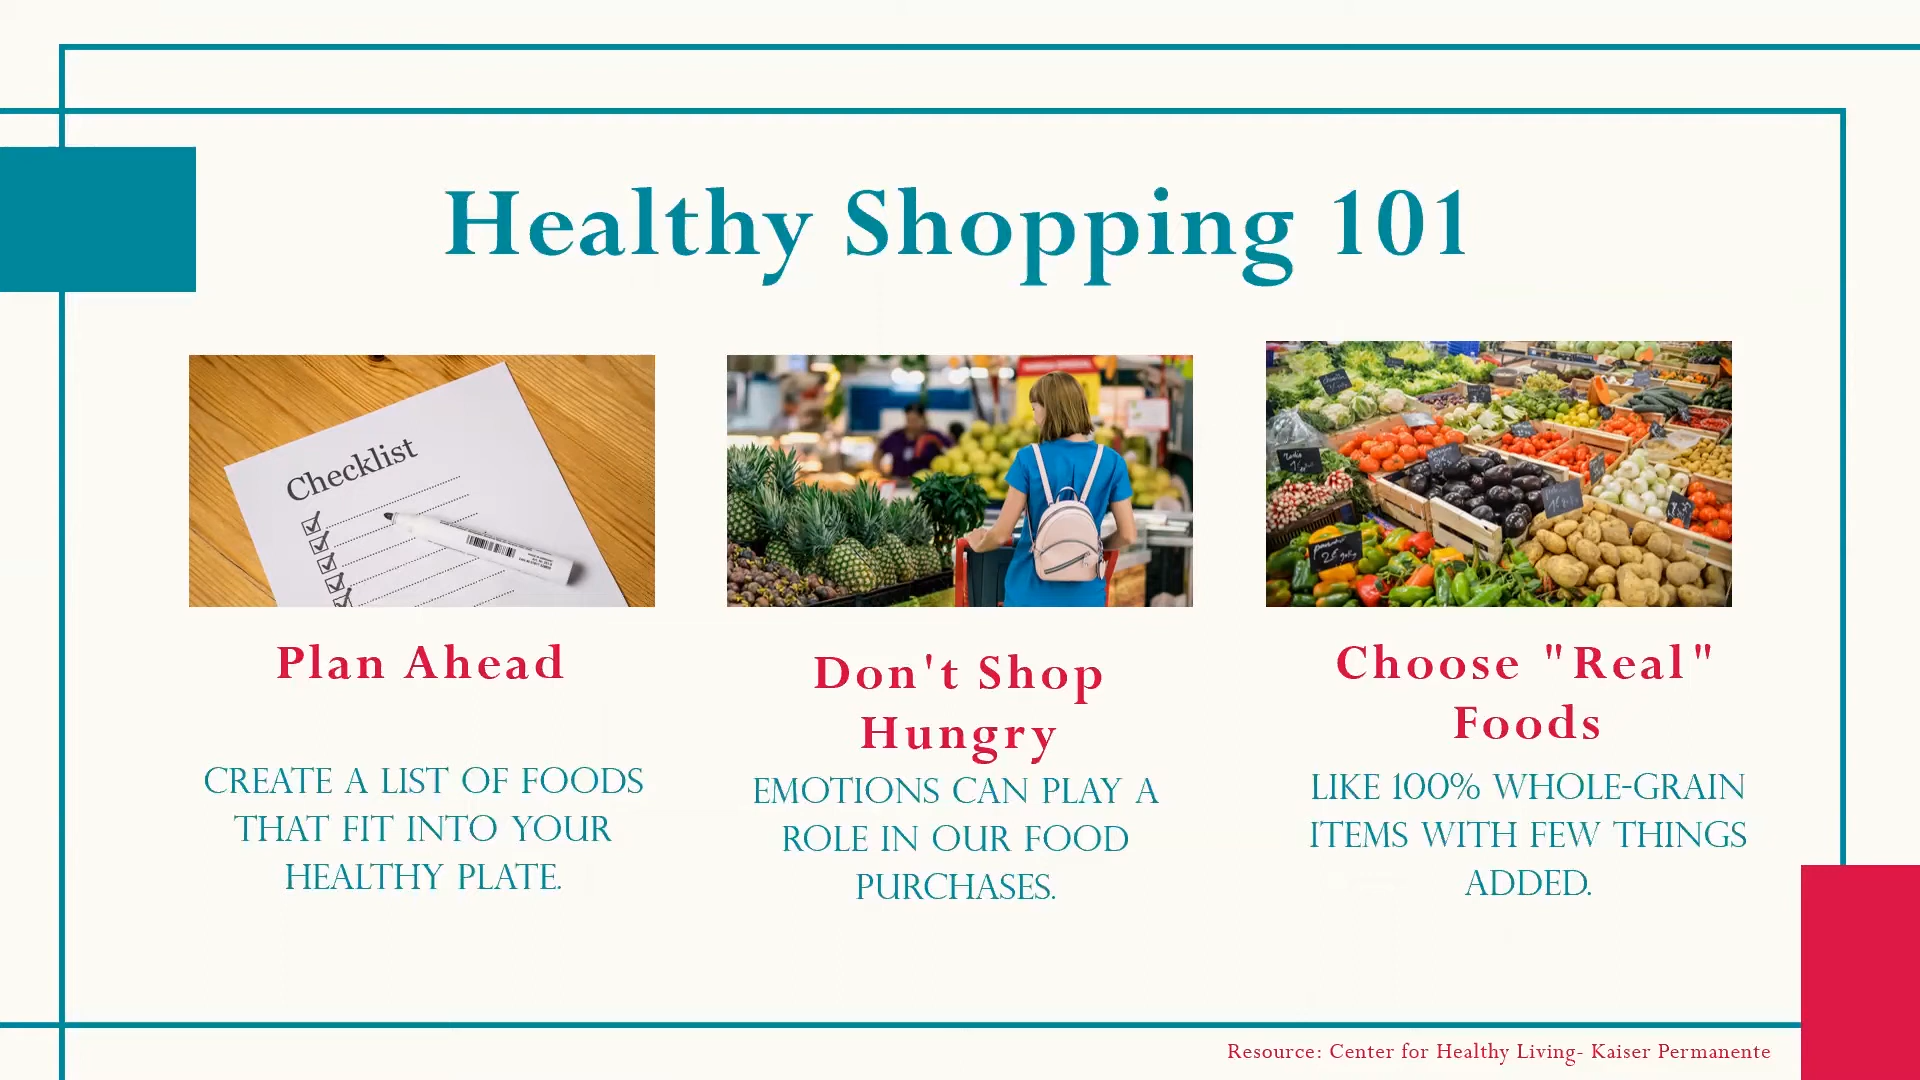 Healthy Shopping 101
Checklist
Plan Ahead
CREATE A LIST OF FOODS
THAT FIT INTO YOUR
HEALTHY PLATE.
Don't Shop
Hungry
EMOTIONS CAN PLAY A
ROLE IN OUR FOOD
PURCHASES.
Choose "Real"
Foods
LIKE 100% WHOLE-GRAIN
ITEMS WITH FEW THINGS
ADDED.
Resource: Center for Healthy Living- Kaiser Permanente